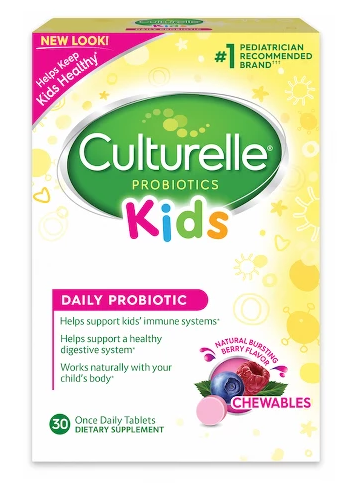 NEW LOOK!
Helps Keep
Kids Healthy*
#1 PEDIATRICIAN
RECOMMENDED
BRAND†††
DAILY PROBIOTIC
Culturelle®
PROBIOTICS
Kids
DAILY PROBIOTIC
Helps support kids' immune systems*
Helps support a healthy
digestive system*
Works naturally with your
child's body*
NATURAL BURSTING
BERRY FLAVOR
CHEWABLES
30 Once Daily Tablets
DIETARY SUPPLEMENT